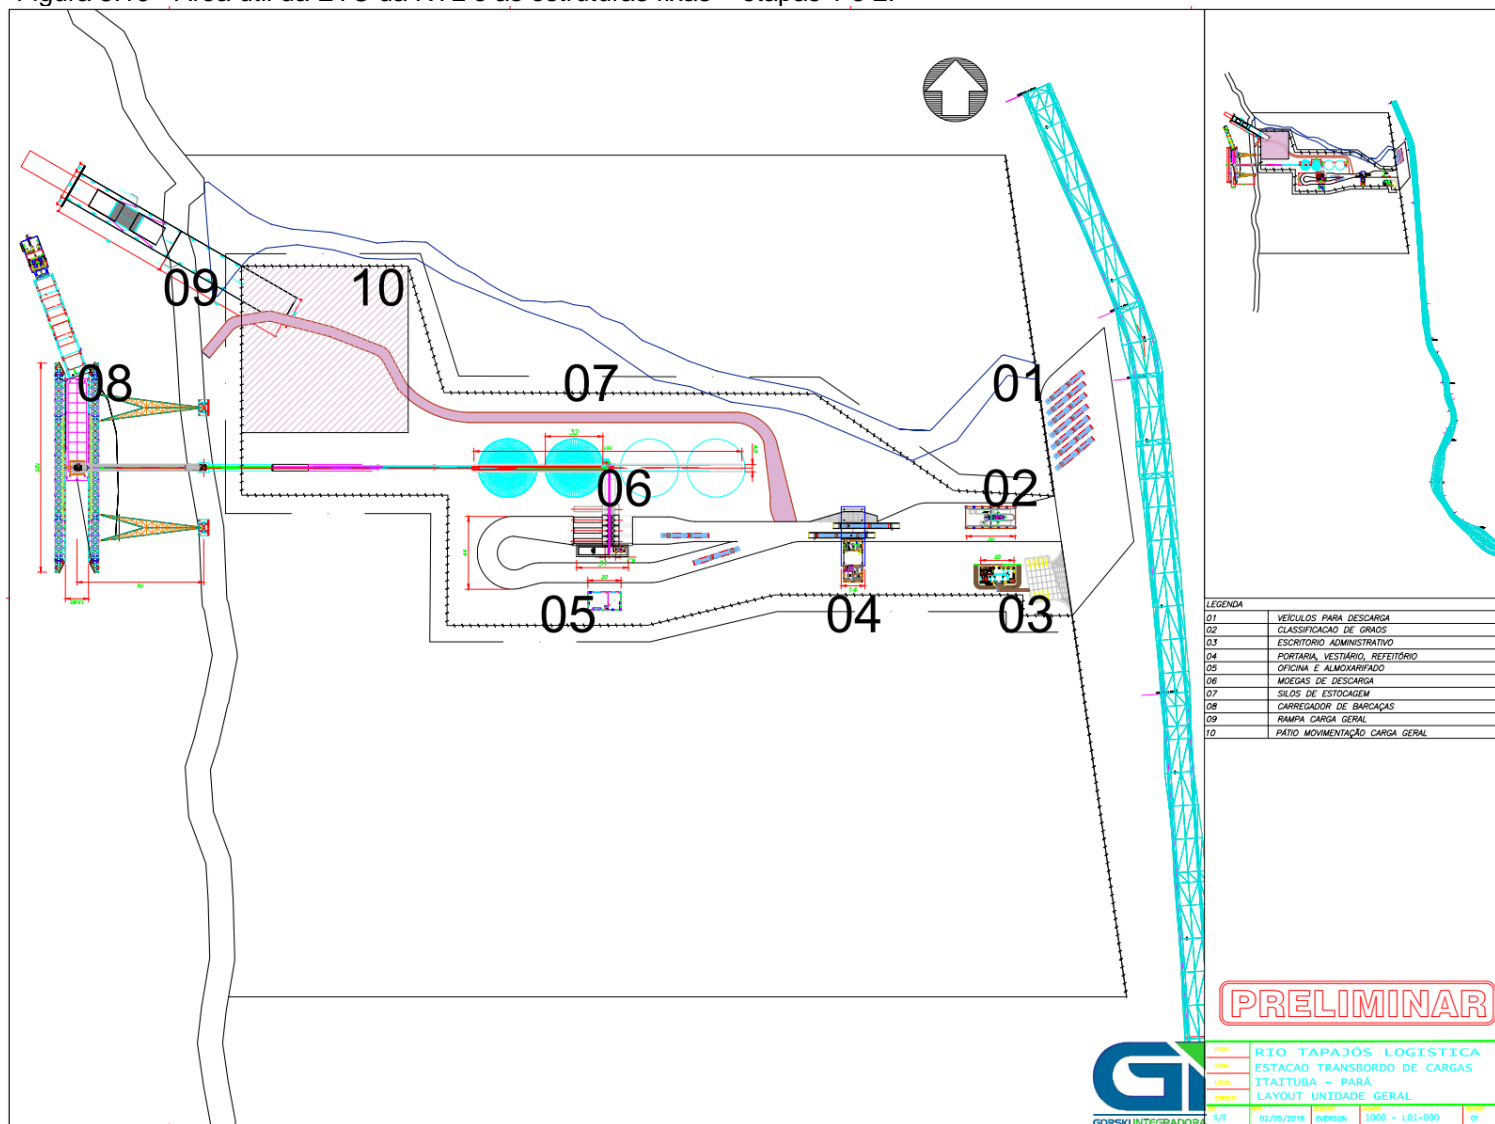 09
10
08
07
01
32
06
02
20
05
04
03
LEGENDA
01 VEÍCULOS PARA DESCARGA
02 CLASSIFICACAO DE GRAOS
03 ESCRITORIO ADMINISTRATIVO
04 PORTARIA, VESTIÁRIO, REFEITÓRIO
05 OFICINA E ALMOXARIFADO
06 MOEGAS DE DESCARGA
07 SILOS DE ESTOCAGEM
08 CARREGADOR DE BARCAÇAS
09 RAMPA CARGA GERAL
10 PÁTIO MOVIMENTAÇÃO CARGA GERAL
PRELIMINAR
RIO TAPAJÓS LOGISTICA
ESTACAO TRANSBORDO DE CARGAS
ITAITUBA - PARÁ
LAYOUT UNIDADE GERAL
S/E 02/05/2018 EVERSON 1000 - L01-000 01
GORSKI INTEGRADORA